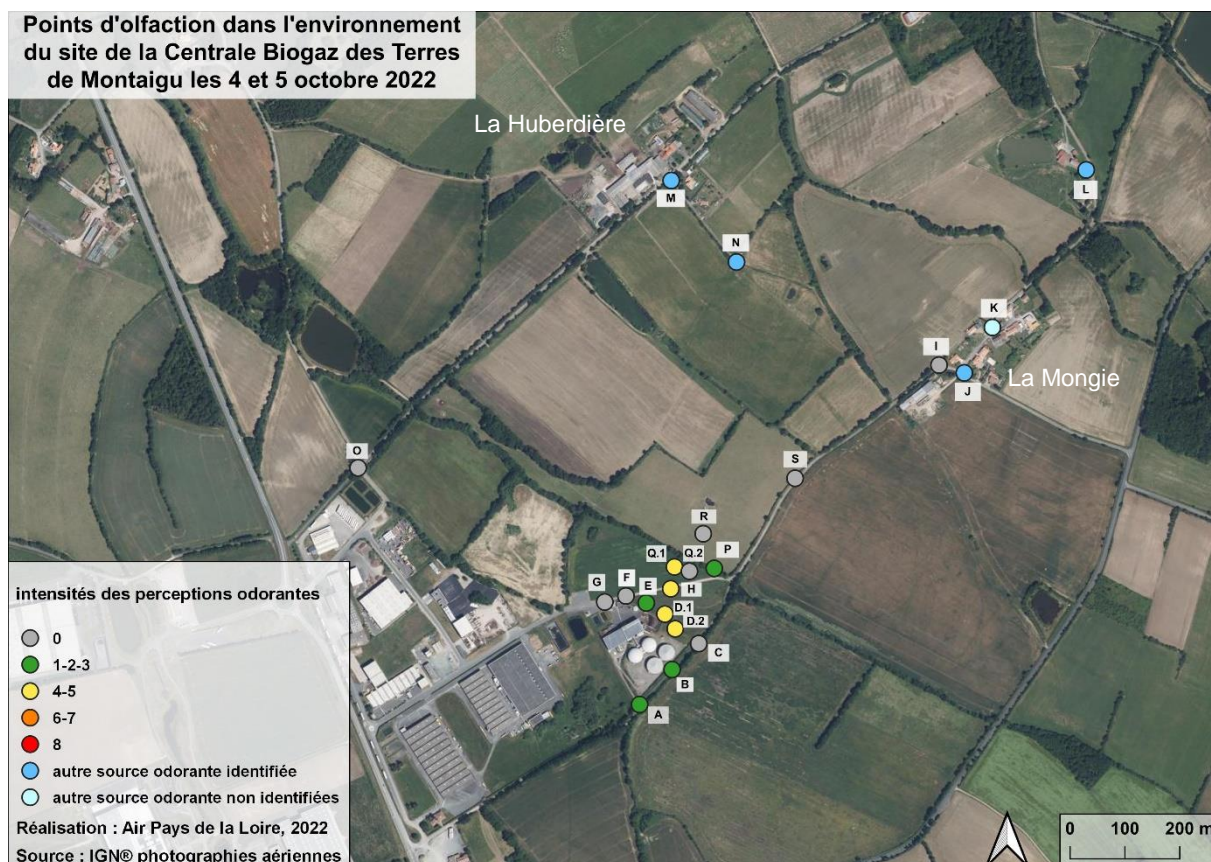 Points d'olfaction dans l'environnement
du site de la Centrale Biogaz des Terres
de Montaigu les 4 et 5 octobre 2022
La Huberdière
M
L
N
K
I
J
La Mongie
O
S
R
Q.1
Q.2
P
G
F
E
H
D.1
D.2
C
B
A
intensités des perceptions odorantes
0
1-2-3
4-5
6-7
8
autre source odorante identifiée
autre source odorante non identifiées
Réalisation : Air Pays de la Loire, 2022
Source : IGN® photographies aériennes
0 100 200 m